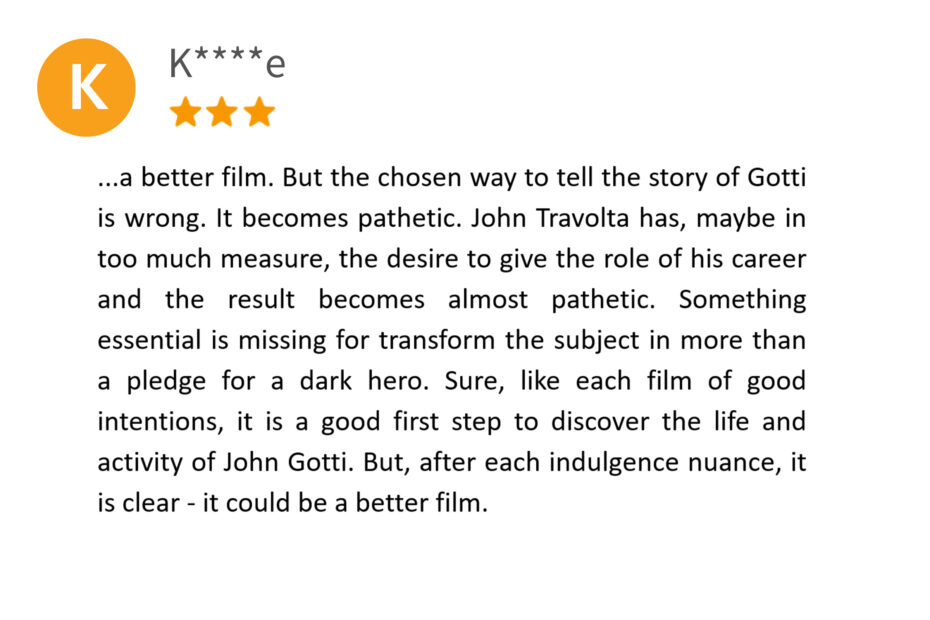 K
K****e
...a better film. But the chosen way to tell the story of Gotti
is wrong. It becomes pathetic. John Travolta has, maybe in
too much measure, the desire to give the role of his career
and the result becomes almost pathetic. Something
essential is missing for transform the subject in more than
a pledge for a dark hero. Sure, like each film of good
intentions, it is a good first step to discover the life and
activity of John Gotti. But, after each indulgence nuance, it
is clear - it could be a better film.